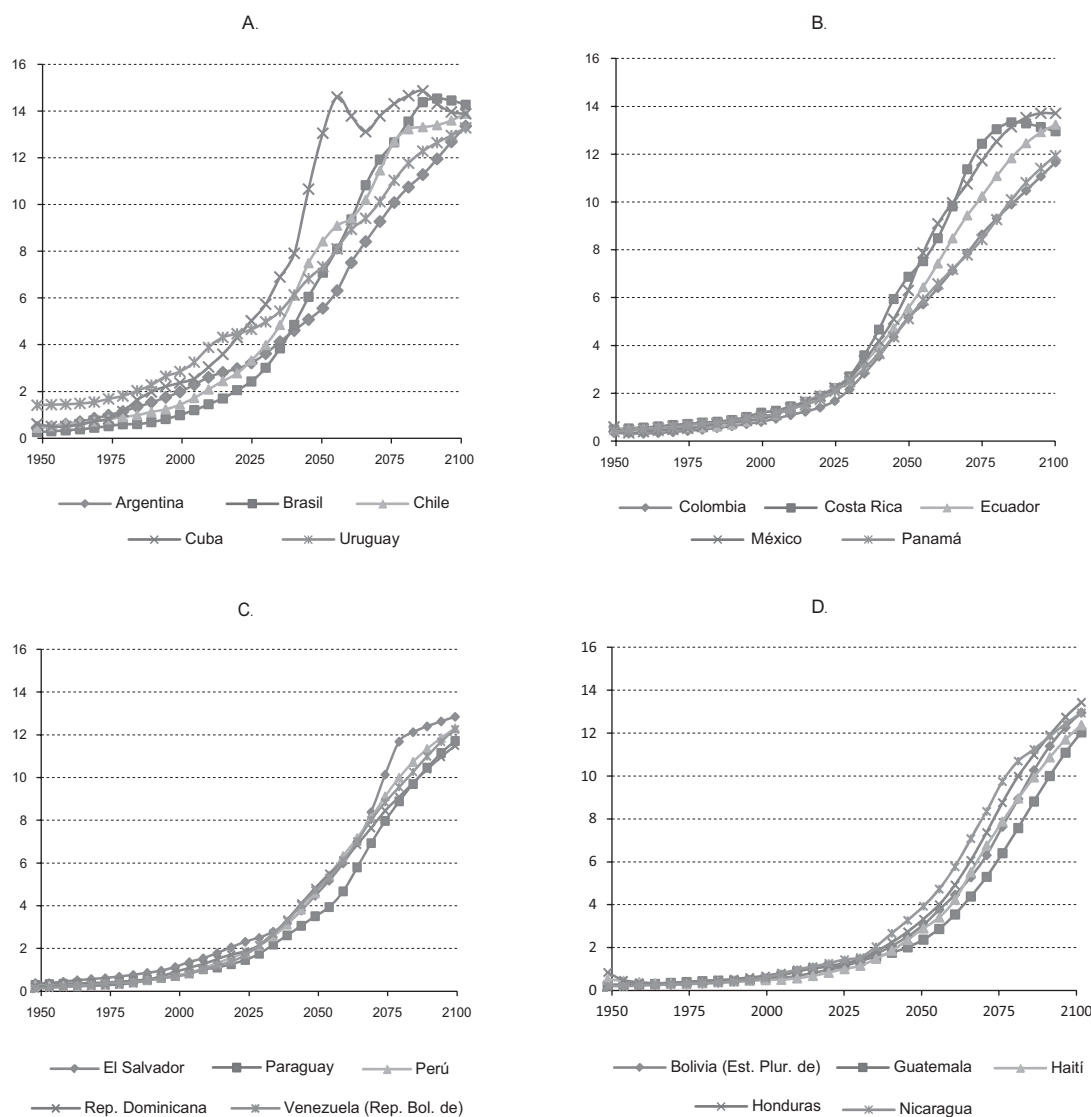 A.
16
14
12
10
8
6
4
2
0
1950 1975 2000 2025 2050 2075 2100
Argentina Brasil Chile
Cuba Uruguay
B.
16
14
12
10
8
6
4
2
0
1950 1975 2000 2025 2050 2075 2100
Colombia Costa Rica Ecuador
México Panamá
C.
16
14
12
10
8
6
4
2
0
1950 1975 2000 2025 2050 2075 2100
El Salvador Paraguay Perú
Rep. Dominicana Venezuela (Rep. Bol. de)
D.
16
14
12
10
8
6
4
2
0
1950 1975 2000 2025 2050 2075 2100
Bolivia (Est. Plur. de) Guatemala Haití
Honduras Nicaragua